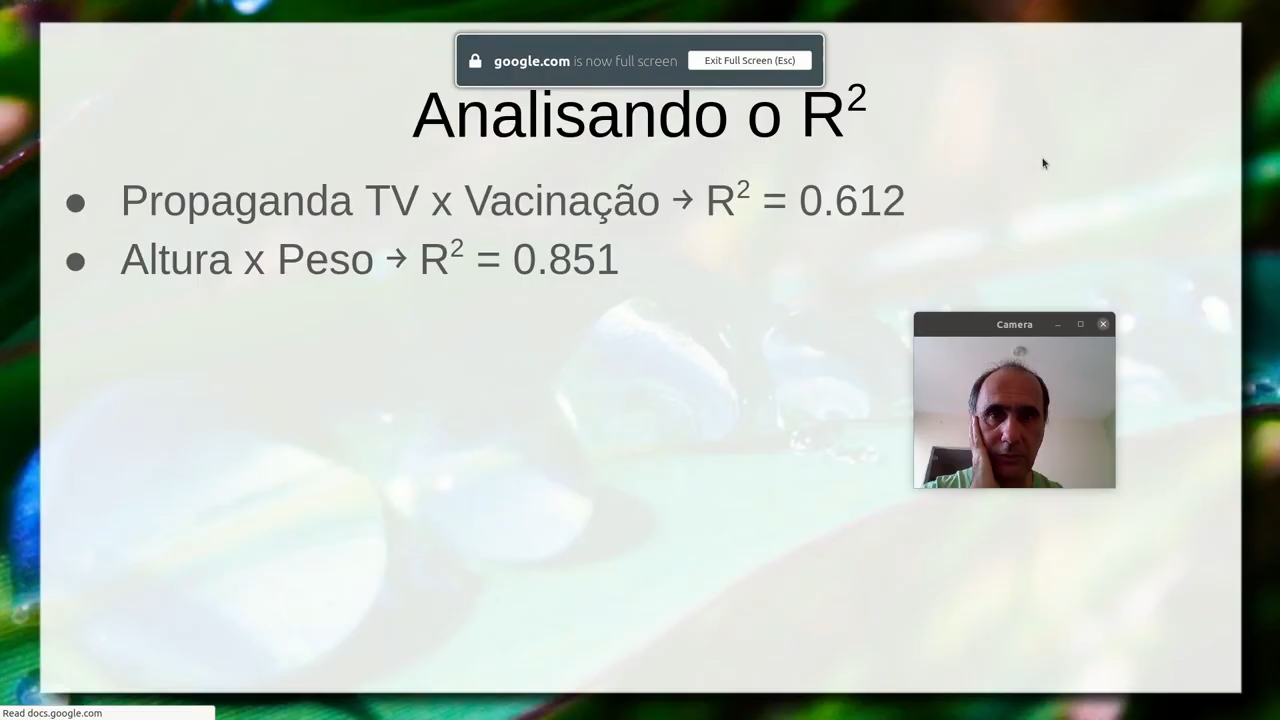 google.com is now full screen Exit Full Screen (Esc)
Analisando o R²
● Propaganda TV x Vacinação → R² = 0.612
● Altura x Peso → R² = 0.851
Camera
Read docs.google.com